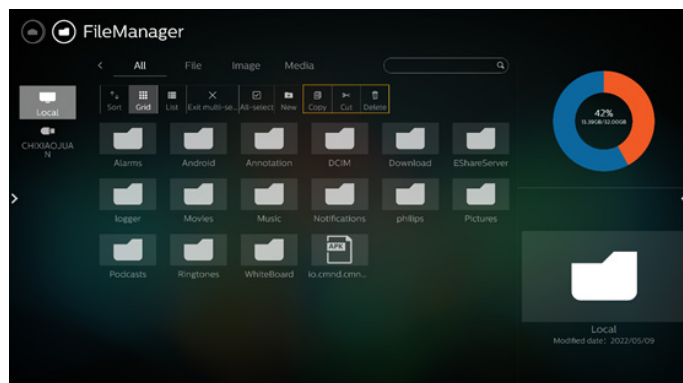 FileManager
All File Image Media
Sort Grid List Exit multi-se.. All-select New Copy Cut Delete
Local
CHIXIAOJUA
N
Alarms Android Annotation DCIM Download EShareServer
logger Movies Music Notifications philips Pictures
APK
Podcasts Ringtones WhiteBoard io.cmnd.cmn...
42%
13.39GB/32.00GB
Local
Modified date: 2022/05/09